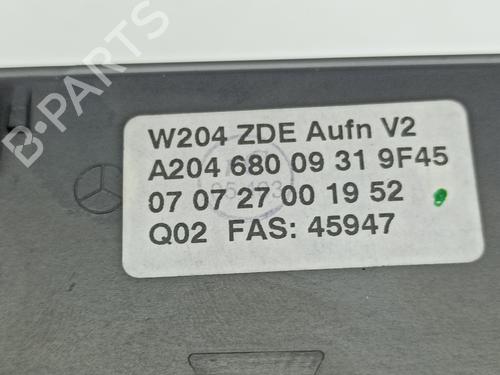 W204 ZDE Aufn V2
A204 680 09 31 9F45
07 07 27 00 19 52
Q02 FAS: 45947
B-PARTS